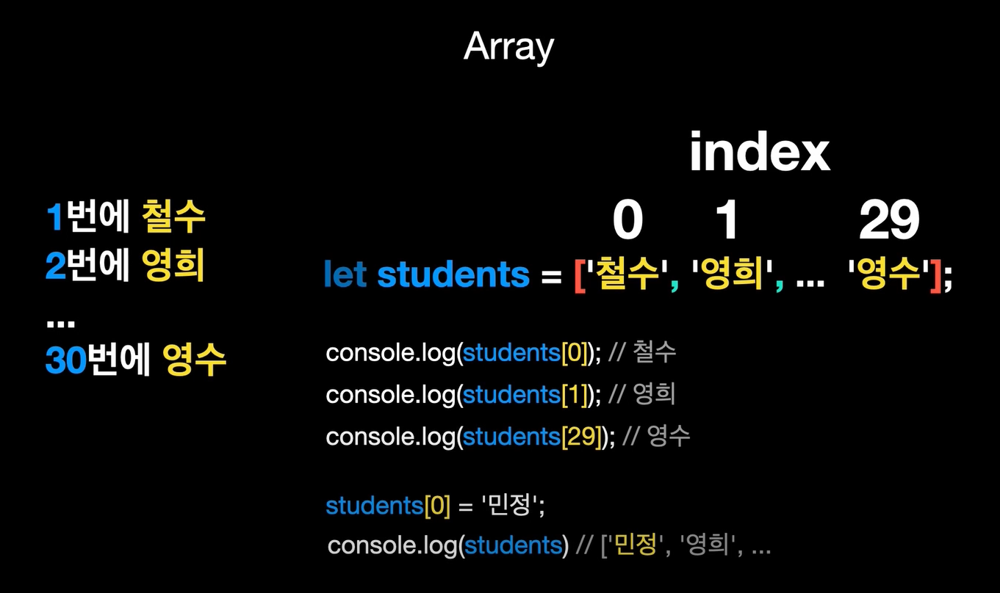 Array
index
0 1 29
1번에 철수
2번에 영희
...
30번에 영수
let students = ['철수', '영희', ... '영수'];
console.log(students[0]); // 철수
console.log(students[1]); // 영희
console.log(students[29]); // 영수
students[0] = '민정';
console.log(students) // ['민정', '영희', ...